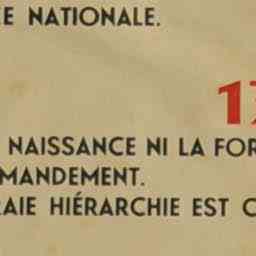 E NATIONALE.
1
NAISSANCE NI LA FOR
MANDEMENT.
RAIE HIÉRARCHIE EST C